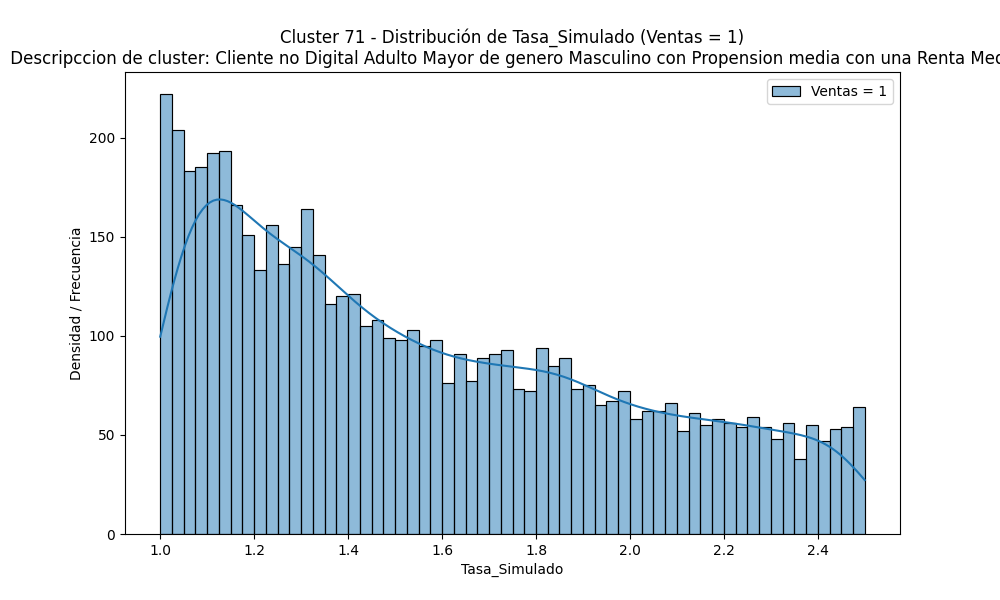 Cluster 71 - Distribución de Tasa_Simulado (Ventas = 1)
Descripccion de cluster: Cliente no Digital Adulto Mayor de genero Masculino con Propension media con una Renta Med
Ventas = 1
Densidad / Frecuencia
200
150
100
50
0
1.0 1.2 1.4 1.6 1.8 2.0 2.2 2.4
Tasa_Simulado